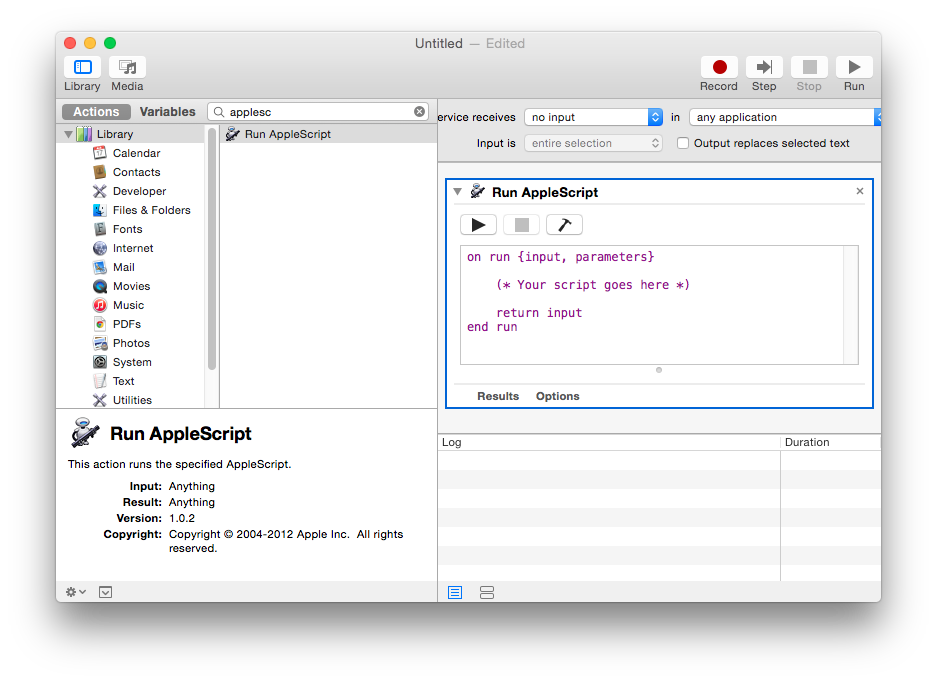 Untitled — Edited
Library
Media
Record
Step
Stop
Run
Actions
Variables
applesc
Library
Calendar
Contacts
Developer
Files & Folders
Fonts
Internet
Mail
Movies
Music
PDFs
Photos
System
Text
Utilities
Run AppleScript
ervice receives
no input
in
any application
Input is
entire selection
Output replaces selected text
Run AppleScript
on run {input, parameters}
(* Your script goes here *)
return input
end run
Results
Options
Run AppleScript
This action runs the specified AppleScript.
Input: Anything
Result: Anything
Version: 1.0.2
Copyright: Copyright © 2004-2012 Apple Inc. All rights
reserved.
Log
Duration